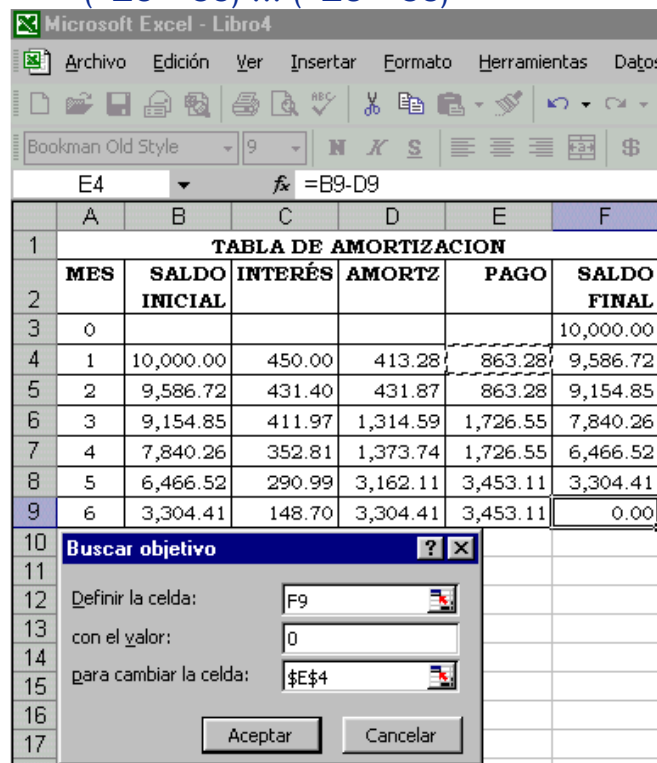 Microsoft Excel - Libro4
Archivo Edición Ver Insertar Formato Herramientas Datos
Bookman Old Style 9 N K S $
E4 fx =B9-D9
A B C D E F
1 TABLA DE AMORTIZACION
2 MES SALDO INICIAL INTERÉS AMORTZ PAGO SALDO FINAL
3 0 10,000.00
4 1 10,000.00 450.00 413.28 863.28 9,586.72
5 2 9,586.72 431.40 431.87 863.28 9,154.85
6 3 9,154.85 411.97 1,314.59 1,726.55 7,840.26
7 4 7,840.26 352.81 1,373.74 1,726.55 6,466.52
8 5 6,466.52 290.99 3,162.11 3,453.11 3,304.41
9 6 3,304.41 148.70 3,304.41 3,453.11 0.00
10 Buscar objetivo ? X
11
12 Definir la celda: F9
13 con el valor: 0
14
15 para cambiar la celda: $E$4
16
17 Aceptar Cancelar